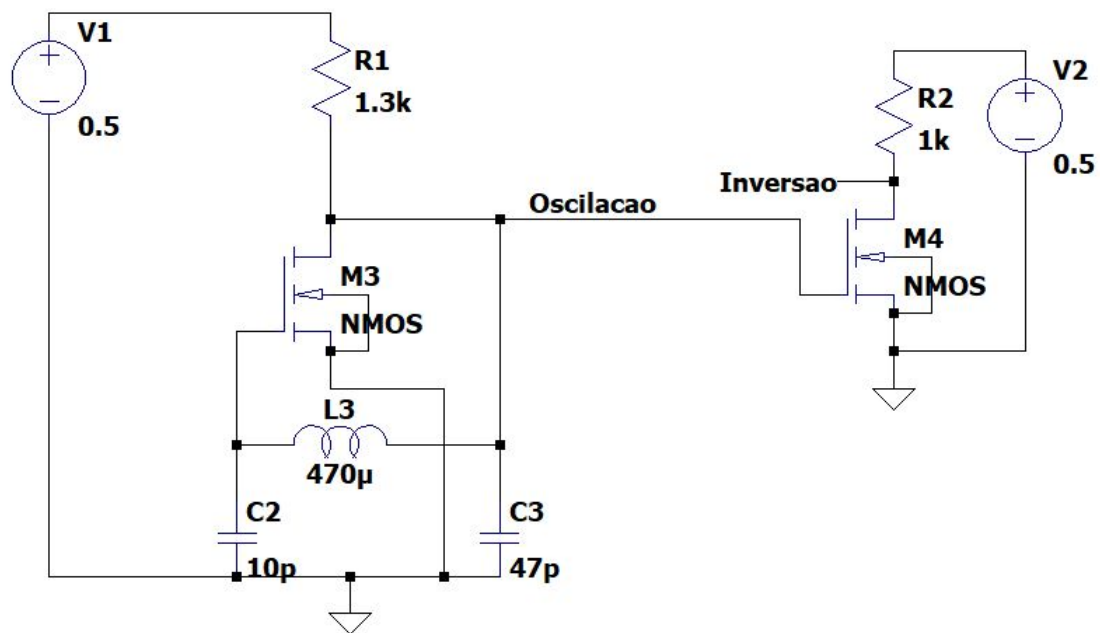 V1
0.5
R1
1.3k
V2
0.5
R2
1k
Inversao
Oscilacao
M4
NMOS
M3
NMOS
L3
470µ
C2
10p
C3
47p